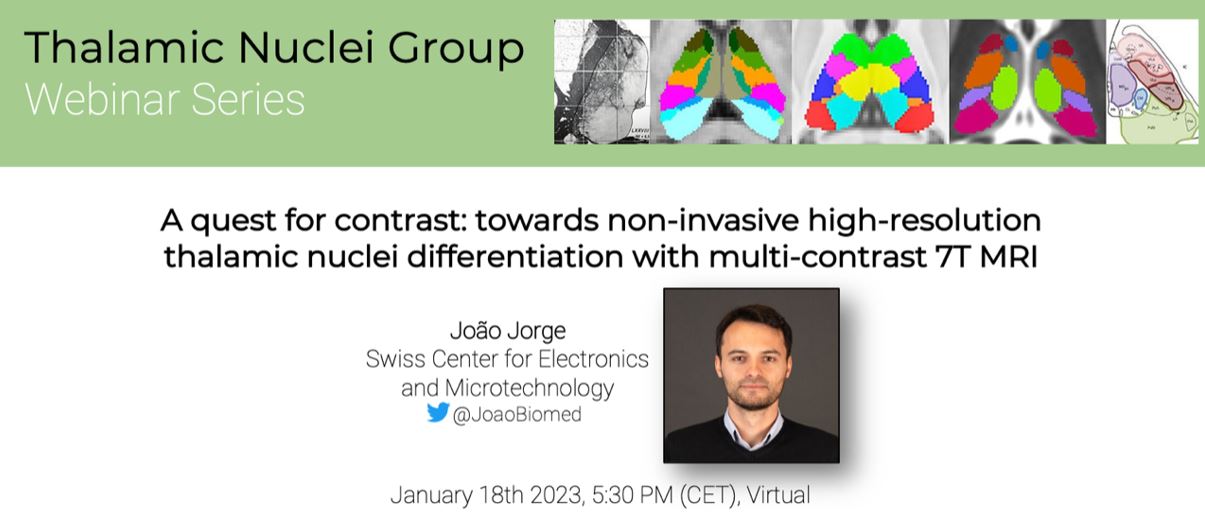 Thalamic Nuclei Group
Webinar Series
A quest for contrast: towards non-invasive high-resolution
thalamic nuclei differentiation with multi-contrast 7T MRI
João Jorge
Swiss Center for Electronics
and Microtechnology
@JoaoBiomed
January 18th 2023, 5:30 PM (CET), Virtual